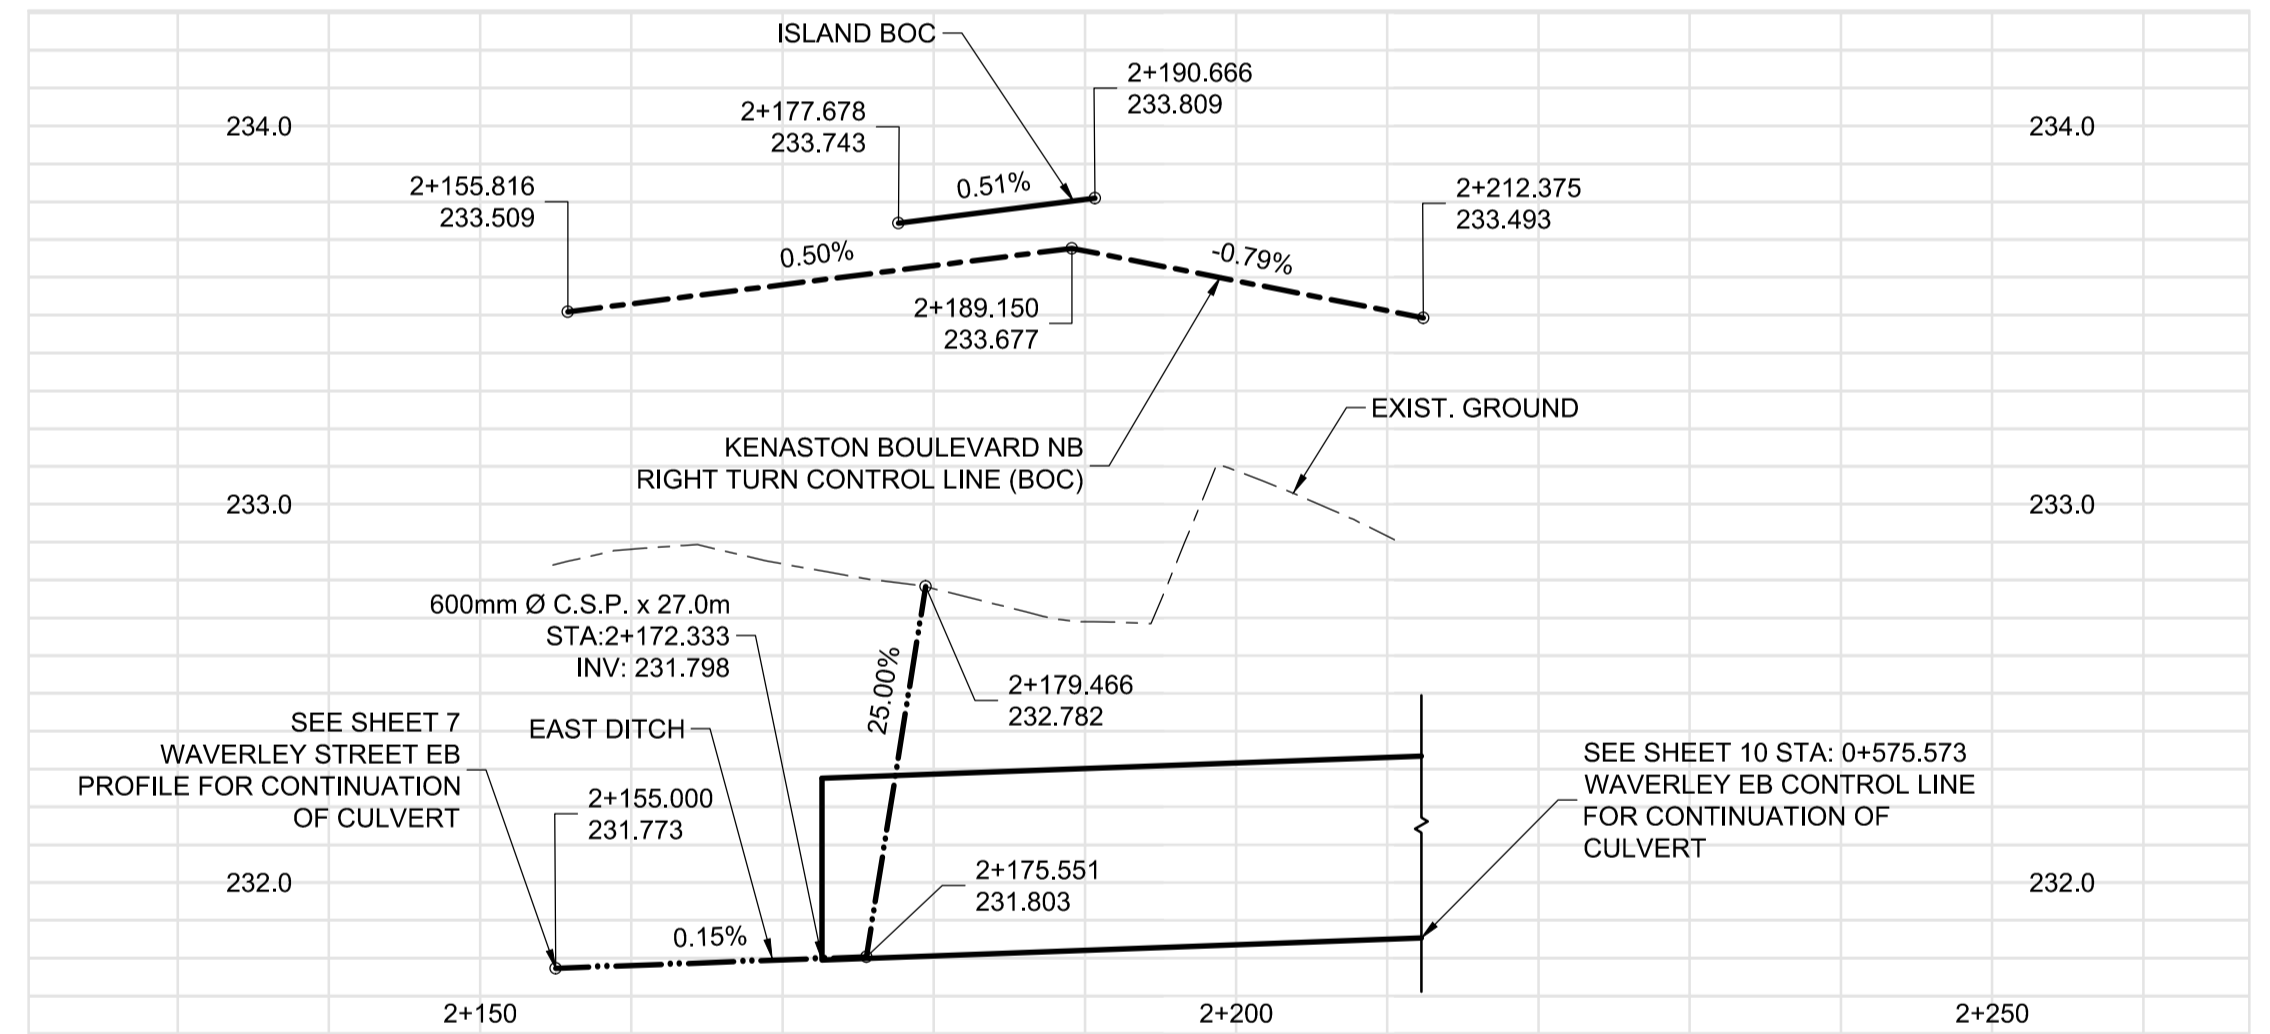 ISLAND BOC
2+190.666
233.809
2+177.678
233.743
234.0
234.0
0.51%
2+155.816
233.509
2+212.375
233.493
0.50%
-0.79%
2+189.150
233.677
EXIST. GROUND
KENASTON BOULEVARD NB
RIGHT TURN CONTROL LINE (BOC)
233.0
233.0
600mm Ø C.S.P. x 27.0m
STA:2+172.333
INV: 231.798
25.00%
2+179.466
232.782
SEE SHEET 7
WAVERLEY STREET EB
PROFILE FOR CONTINUATION
OF CULVERT
EAST DITCH
SEE SHEET 10 STA: 0+575.573
WAVERLEY EB CONTROL LINE
FOR CONTINUATION OF
CULVERT
2+155.000
231.773
2+175.551
231.803
232.0
232.0
0.15%
2+150
2+200
2+250